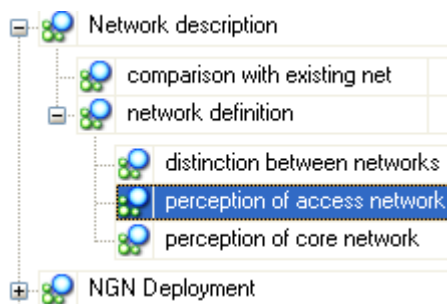 Network description
comparison with existing net
network definition
distinction between networks
perception of access network
perception of core network
NGN Deployment